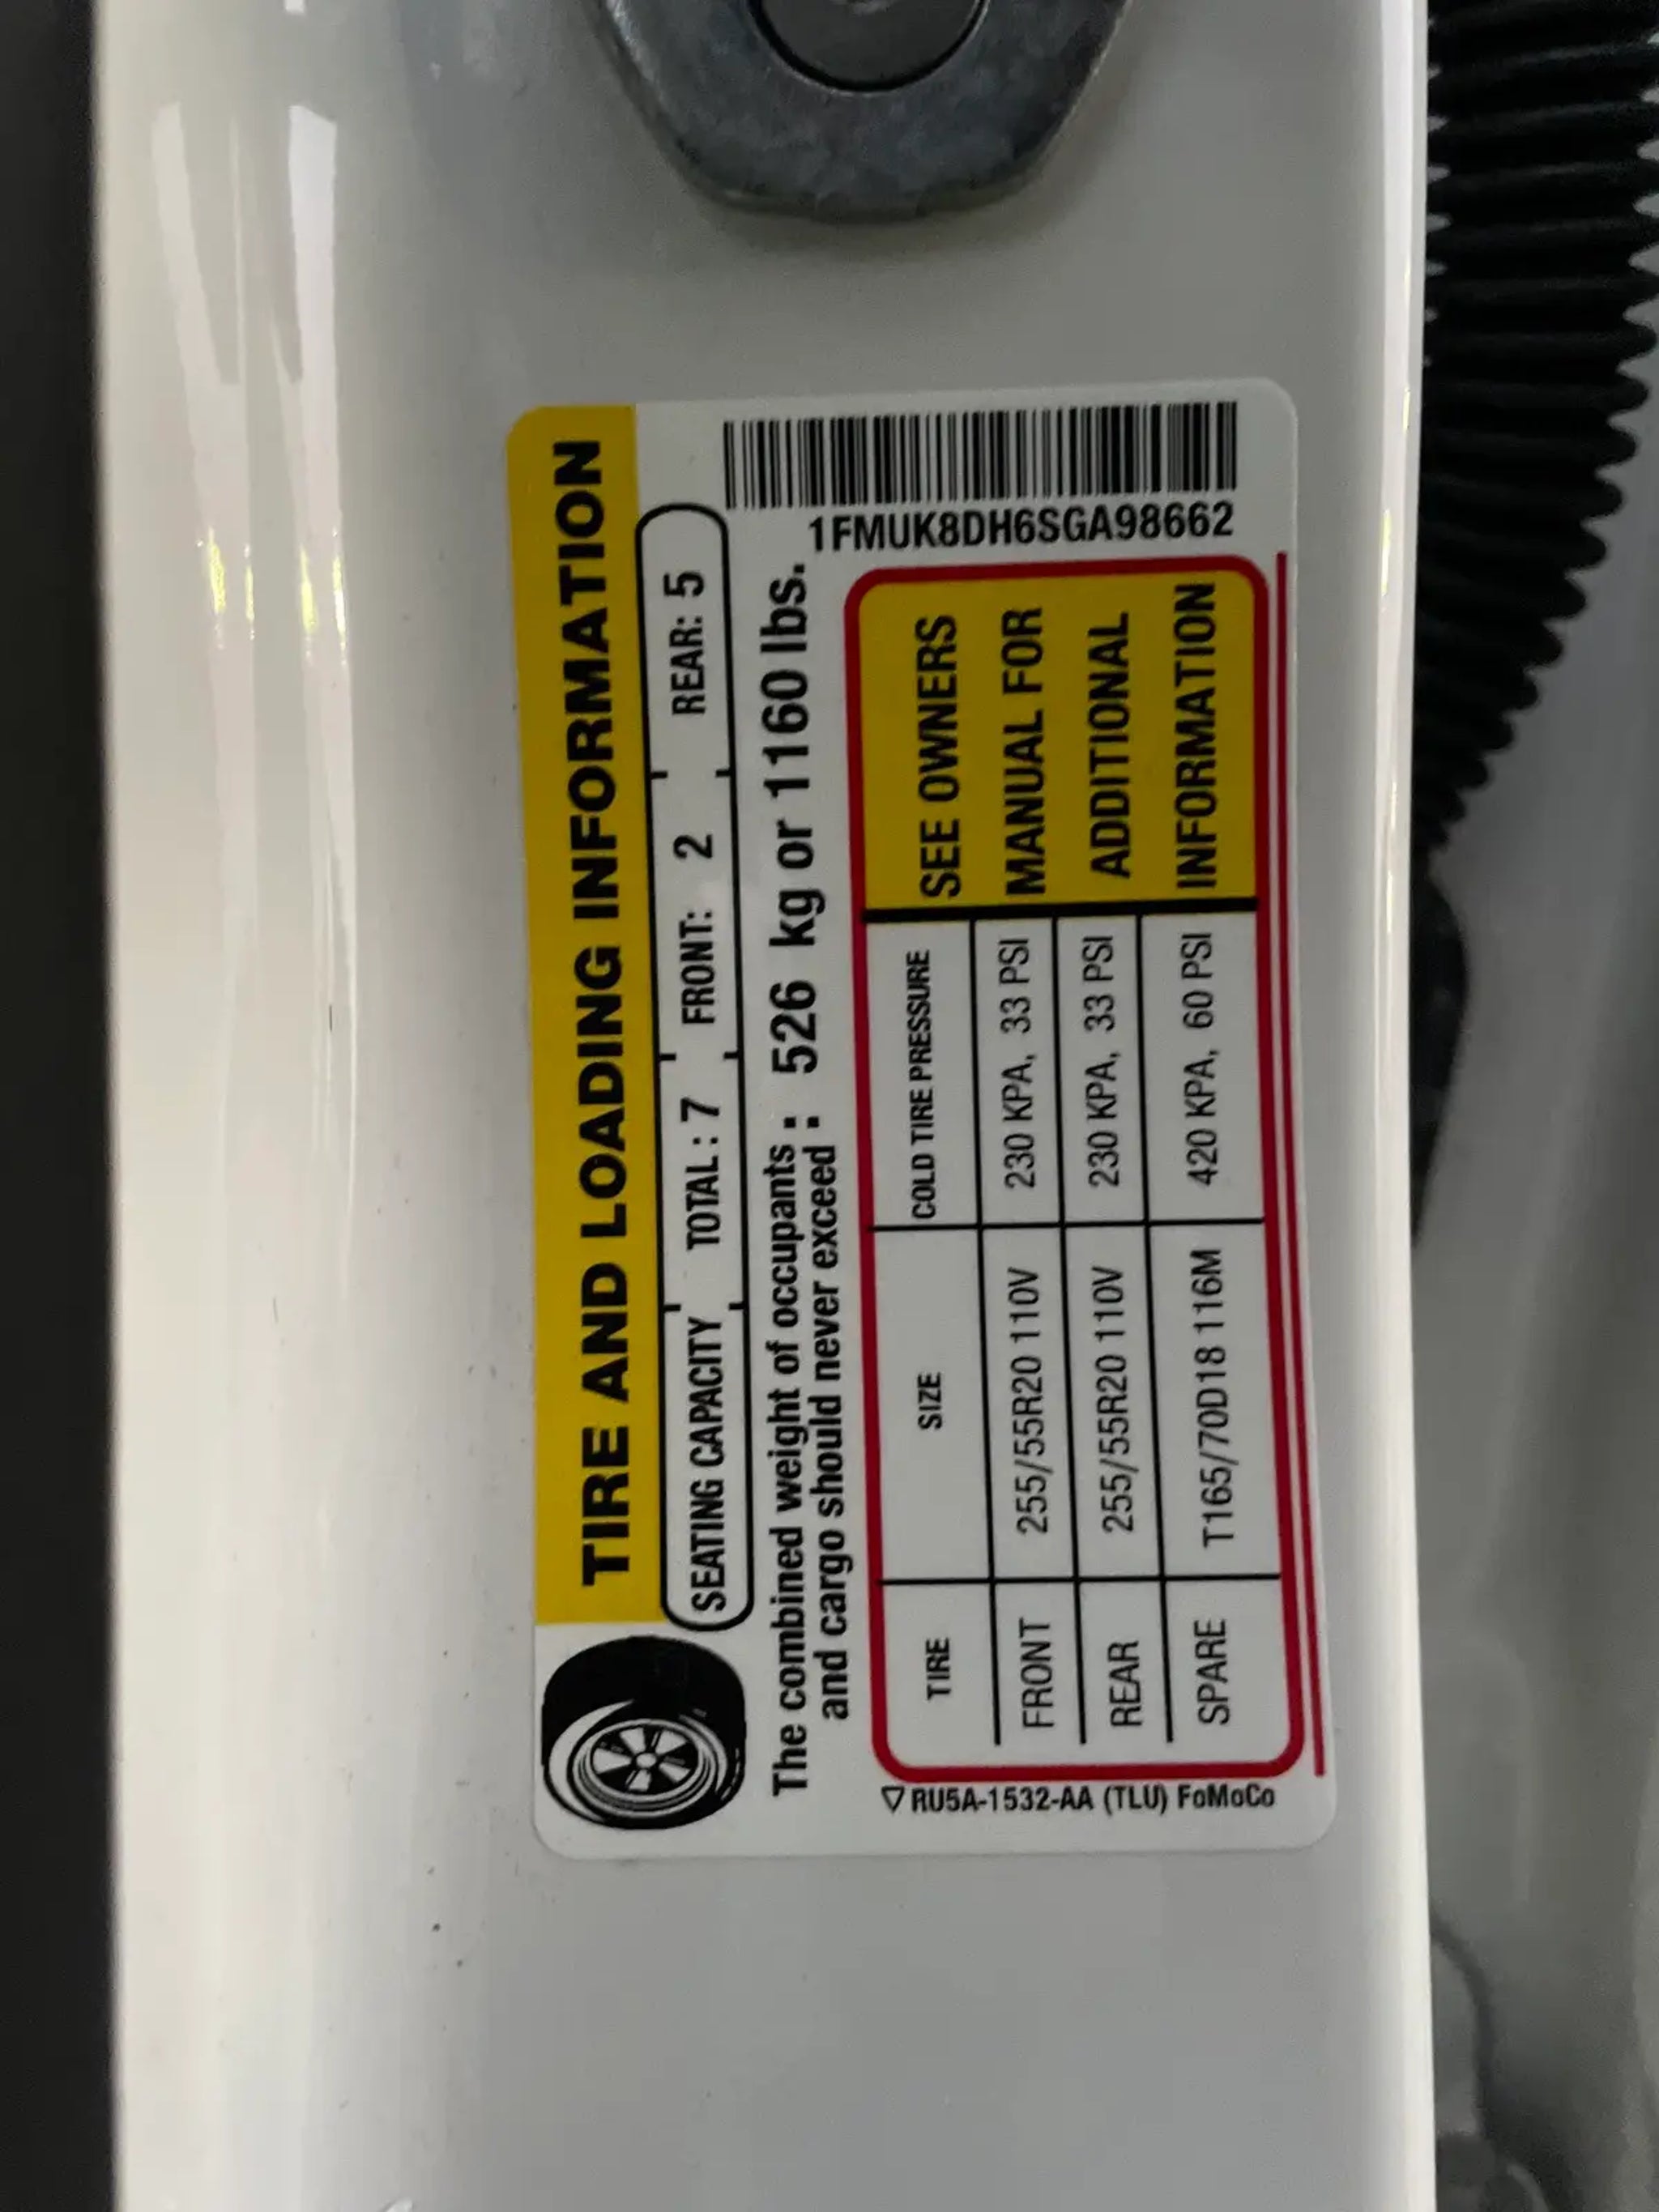 TIRE AND LOADING INFORMATION
SEATING CAPACITY TOTAL : 7 FRONT: 2 REAR: 5
The combined weight of occupants : 526 kg or 1160 lbs.
and cargo should never exceed :
1FMUK8DH6SGA98662
TIRE SIZE COLD TIRE PRESSURE
FRONT 255/55R20 110V 230 KPA, 33 PSI
REAR 255/55R20 110V 230 KPA, 33 PSI
SPARE T165/70D18 116M 420 KPA, 60 PSI
SEE OWNERS
MANUAL FOR
ADDITIONAL
INFORMATION
RU5A-1532-AA (TLU) FoMoCo